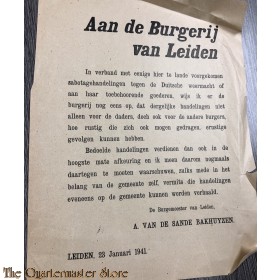 Aan de Burgerij
van Leiden
In verband met eenige hier te lande voorgekomen
sabotagehandelingen tegen de Duitsche weermacht of
aan haar toebehoorende goederen, wijs ik er de
burgerij nog eens op, dat dergelijke handelingen niet
alleen voor de daders, doch ook voor de andere burgers,
hoe rustig die zich ook mogen gedragen, ernstige
gevolgen kunnen hebben.
Bedoelde handelingen verdienen dan ook in de
hoogste mate afkeuring en ik moen daarom nogmaals
daartegen te moeten waarschuwen, zulks mede in het
belang van de gemeente zelf, vermits die handelingen
eveneens op de gemeente kunnen worden verhaald.
De Burgemeester van Leiden,
A. VAN DE SANDE BAKHUYZEN.
LEIDEN, 23 Januari 1941.
The Quartermaster Store